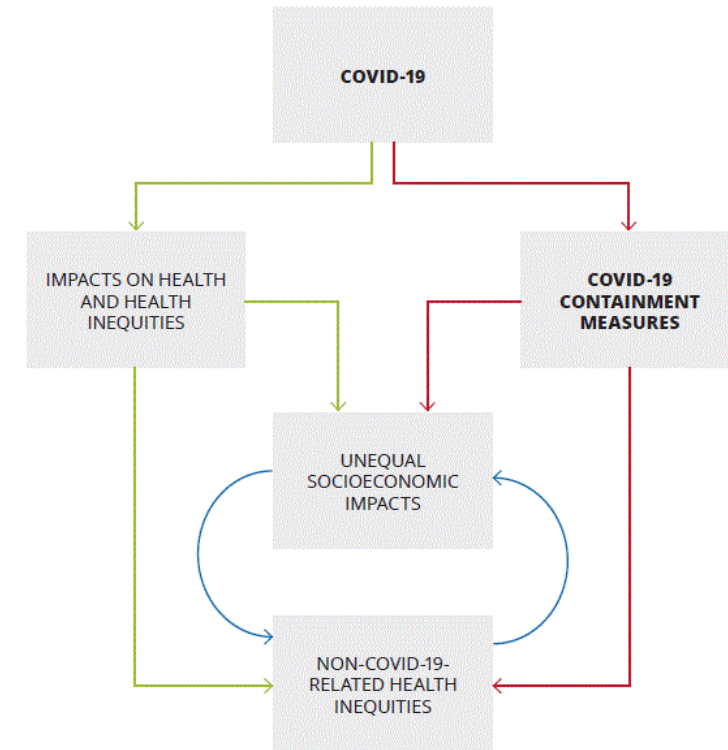 COVID-19
IMPACTS ON HEALTH
AND HEALTH
INEQUITIES
COVID-19
CONTAINMENT
MEASURES
UNEQUAL
SOCIOECONOMIC
IMPACTS
NON-COVID-19-
RELATED HEALTH
INEQUITIES